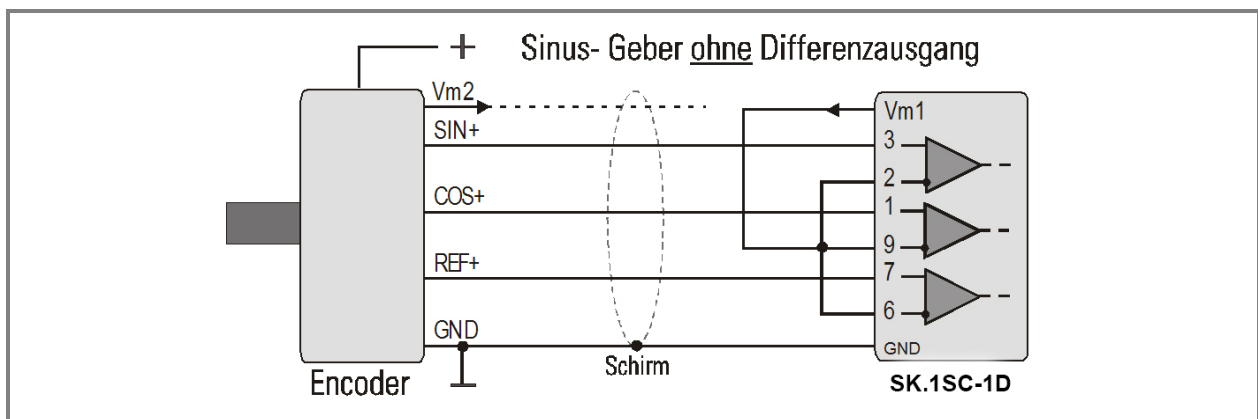 + Sinus- Geber ohne Differenzausgang
Vm2
Vm1
SIN+
3
2
COS+
1
9
REF+
7
6
GND
GND
Schirm
Encoder
SK.1SC-1D